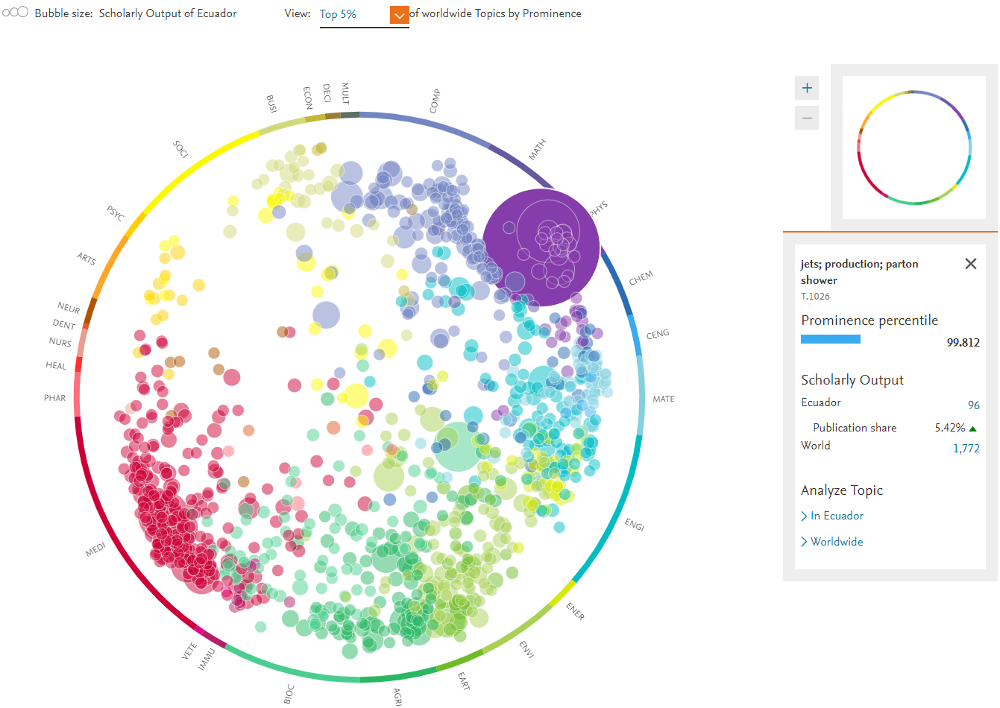 Bubble size: Scholarly Output of Ecuador View: Top 5% of worldwide Topics by Prominence
MULT
DECI
ECON
BUSI
COMP
SOCI
MATH
PSYC
PHYS
ARTS
CHEM
NEUR
DENT
NURS
CENG
HEAL
PHAR
MATE
MEDI
ENGI
ENER
VETE
IMMU
ENVI
EART
BIOC
AGRI
+
−
jets; production; parton
shower
T.1026
Prominence percentile
99.812
Scholarly Output
Ecuador 96
Publication share 5.42%
World 1,772
Analyze Topic
In Ecuador
Worldwide